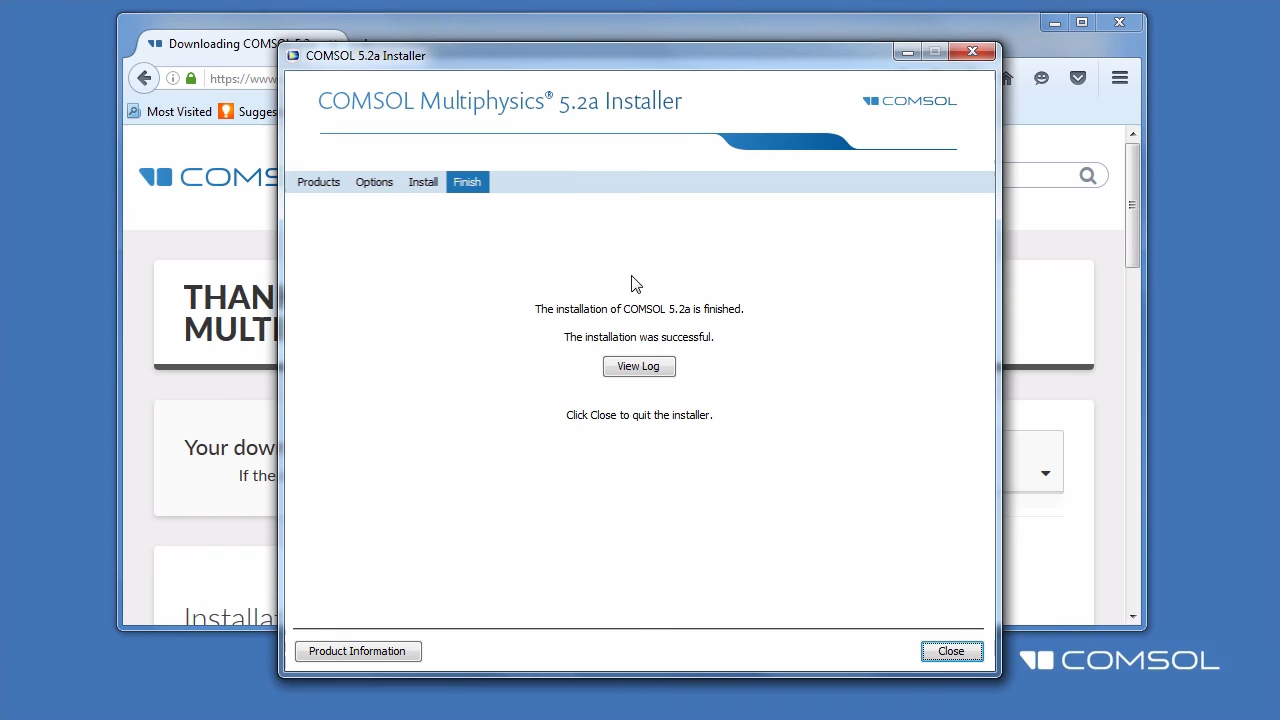 Downloading COMSOL 5.2
COMSOL 5.2a Installer
https://www
Most Visited
Sugges
COMSOL Multiphysics® 5.2a Installer
COMSOL
COMS
Products
Options
Install
Finish
THAN
MULTI
The installation of COMSOL 5.2a is finished.
The installation was successful.
View Log
Click Close to quit the installer.
Your dow
If the
Installa
Product Information
Close
COMSOL